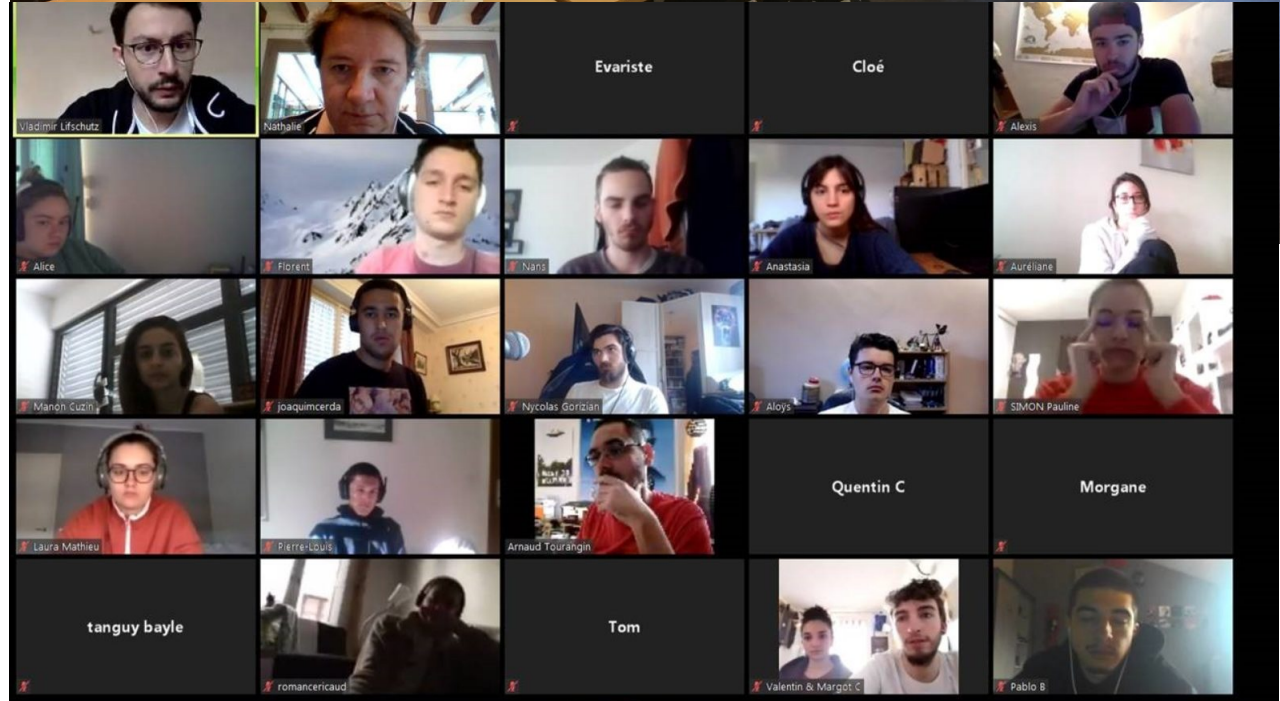 Vladimir Lifschutz
Nathalie
Evariste
Cloé
Alexis
Alice
Florent
Nans
Anastasia
Auréliane
Manon Cuzin
joaquimcerda
Nycolas Gorizian
Aloÿs
SIMON Pauline
Laura Mathieu
Pierre-Louis
Arnaud Tourangin
Quentin C
Morgane
tanguy bayle
romancericaud
Tom
Valentin & Margot C
Pablo B